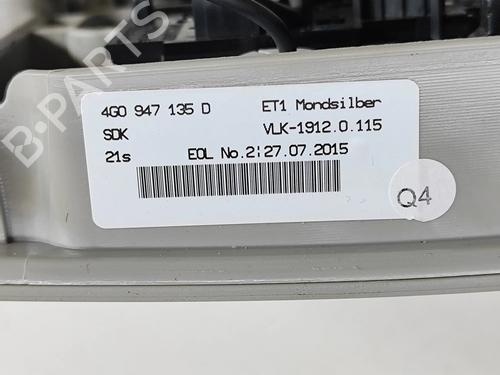 B-PARTS
4G0 947 135 D ET1 Mondsilber
SDK VLK-1912.0.115
21s EOL No.2 27.07.2015
Q4